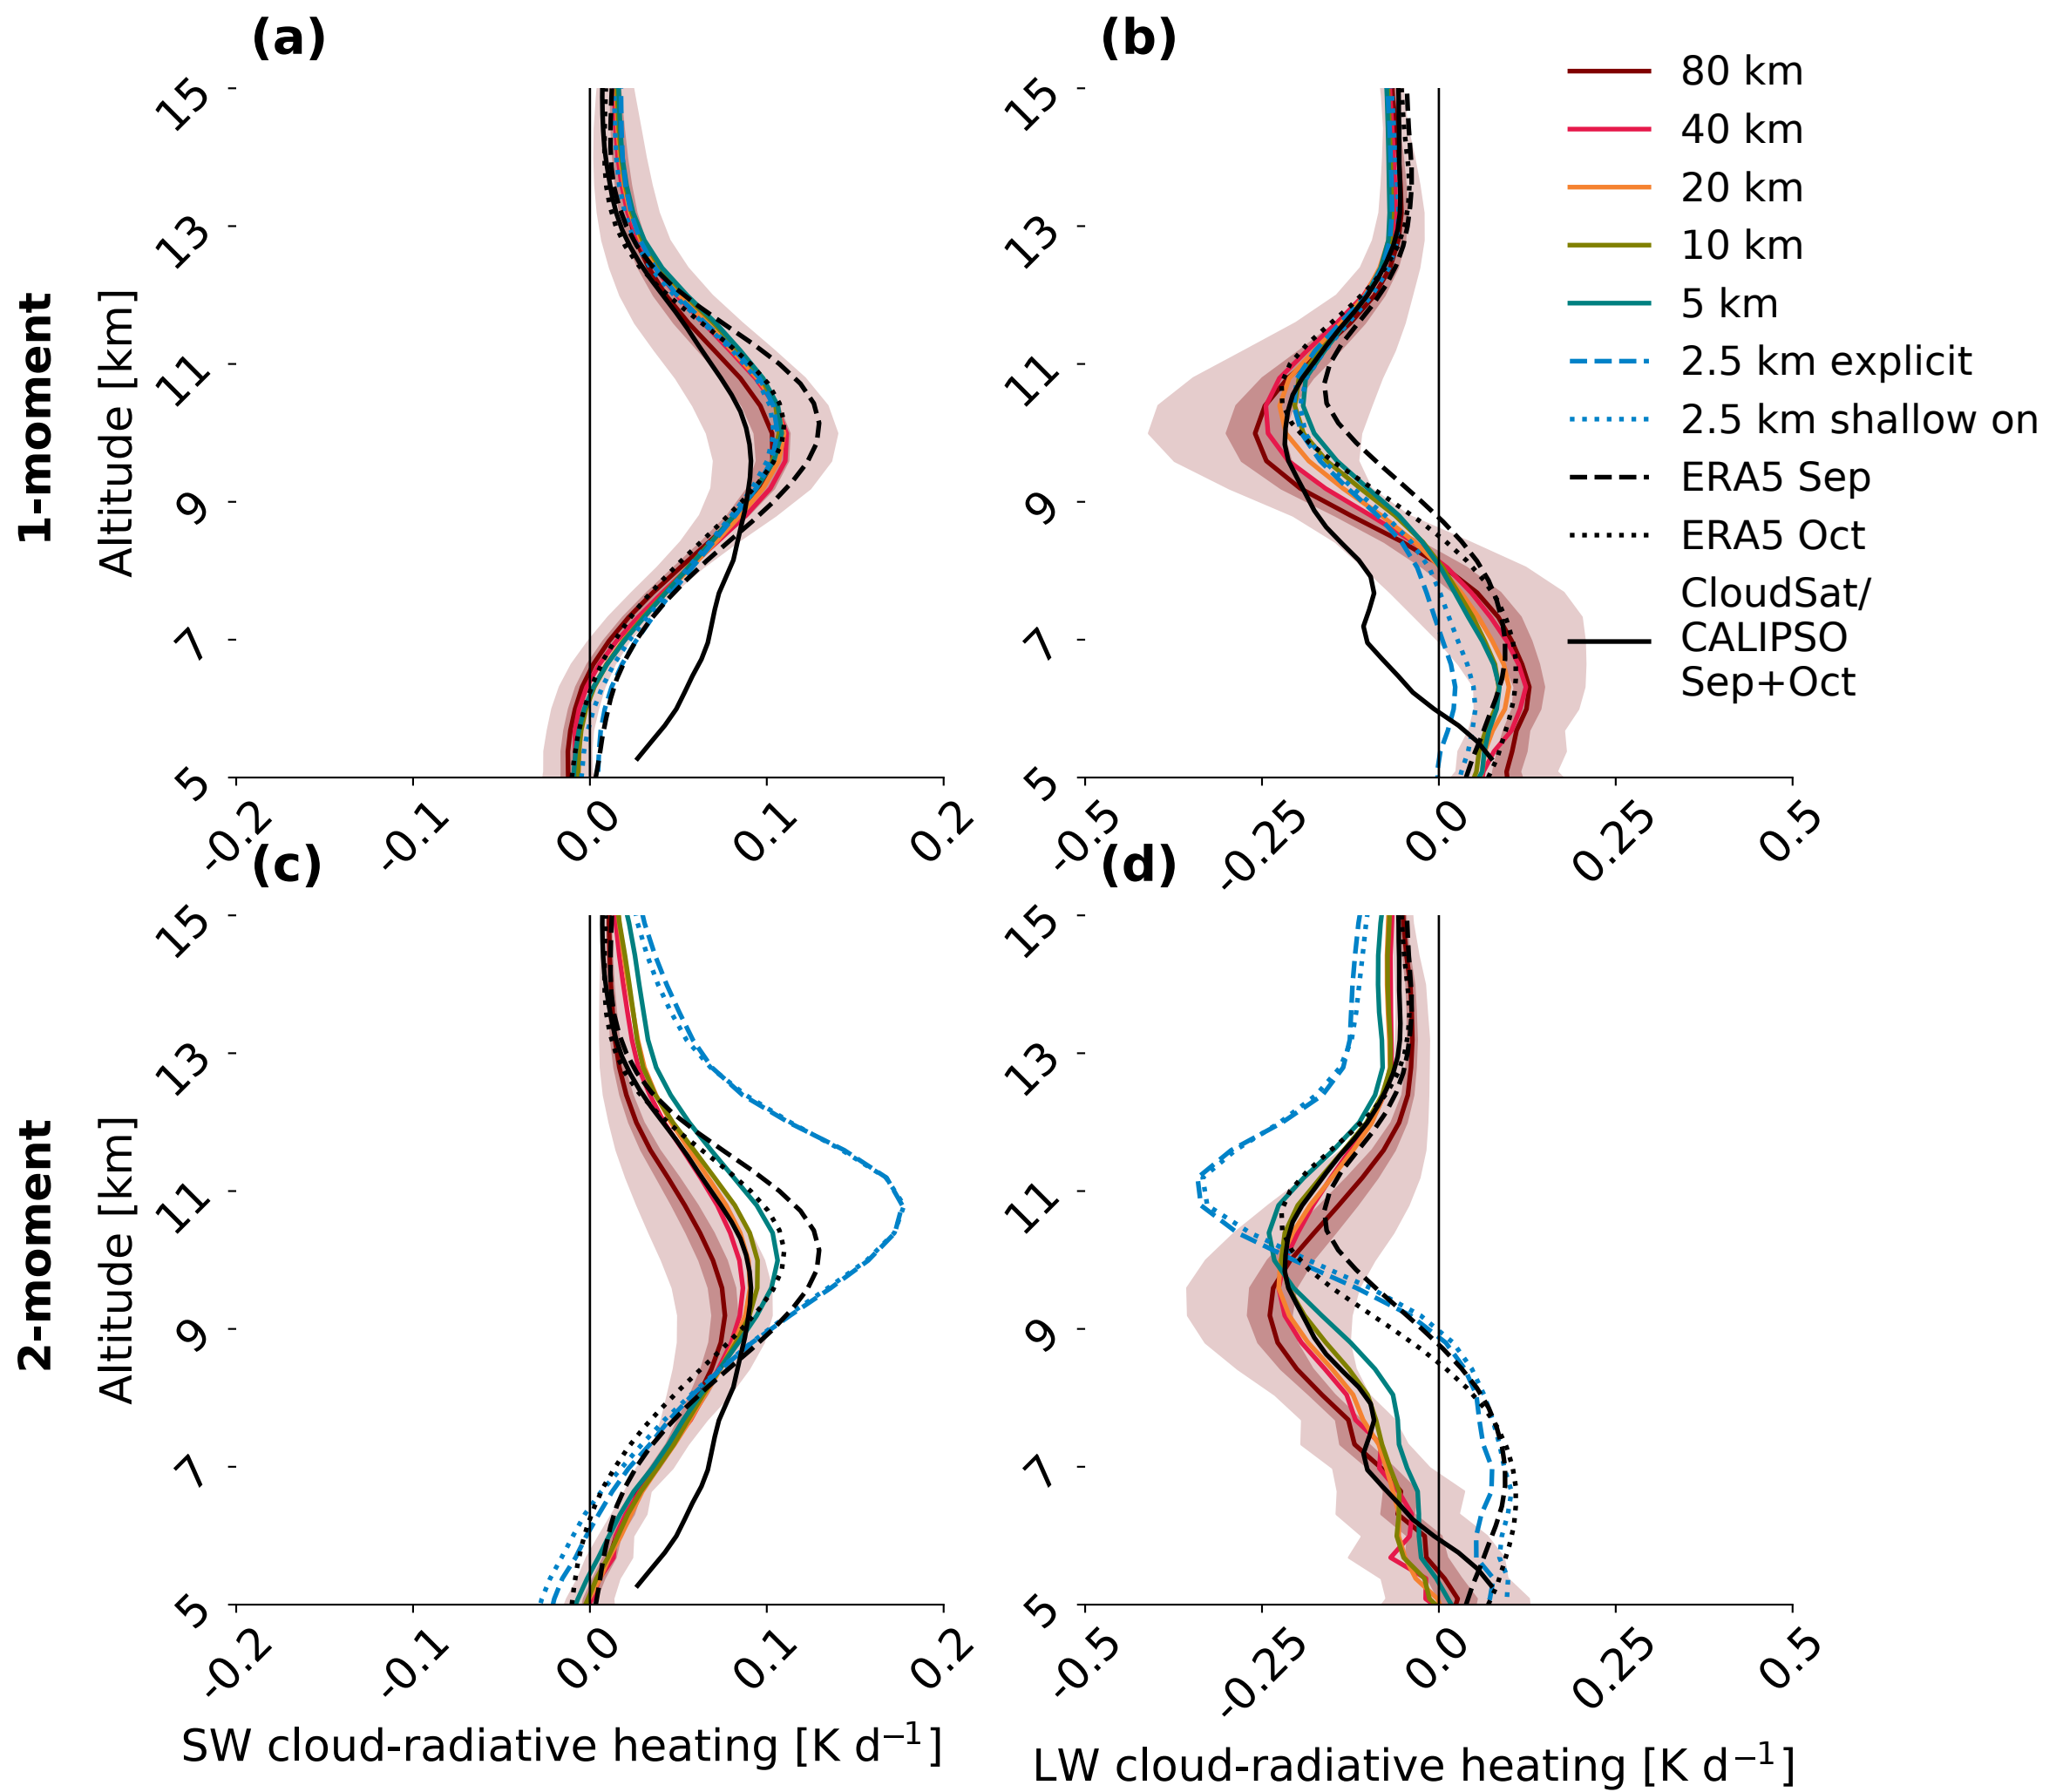 (a)
(b)
80 km
40 km
20 km
10 km
5 km
2.5 km explicit
2.5 km shallow on
ERA5 Sep
ERA5 Oct
CloudSat/
CALIPSO
Sep+Oct
1-moment
Altitude [km]
15
13
11
9
7
5
-0.2
-0.1
0.0
0.1
0.2
15
13
11
9
7
5
-0.5
-0.25
0.0
0.25
0.5
(c)
(d)
2-moment
Altitude [km]
15
13
11
9
7
5
-0.2
-0.1
0.0
0.1
0.2
SW cloud-radiative heating [K d⁻¹]
15
13
11
9
7
5
-0.5
-0.25
0.0
0.25
0.5
LW cloud-radiative heating [K d⁻¹]